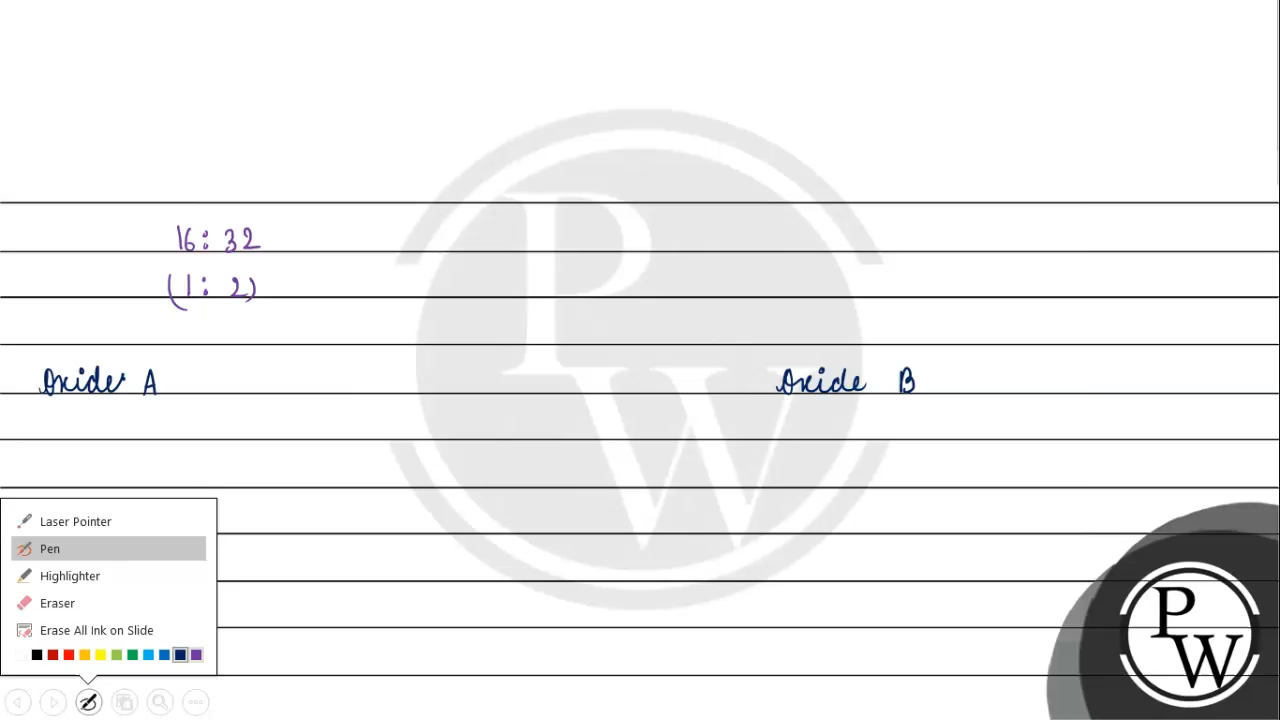 16 : 32
(1 : 2)
Oxide A
Oxide B
Laser Pointer
Pen
Highlighter
Eraser
Erase All Ink on Slide
P
W
P
W